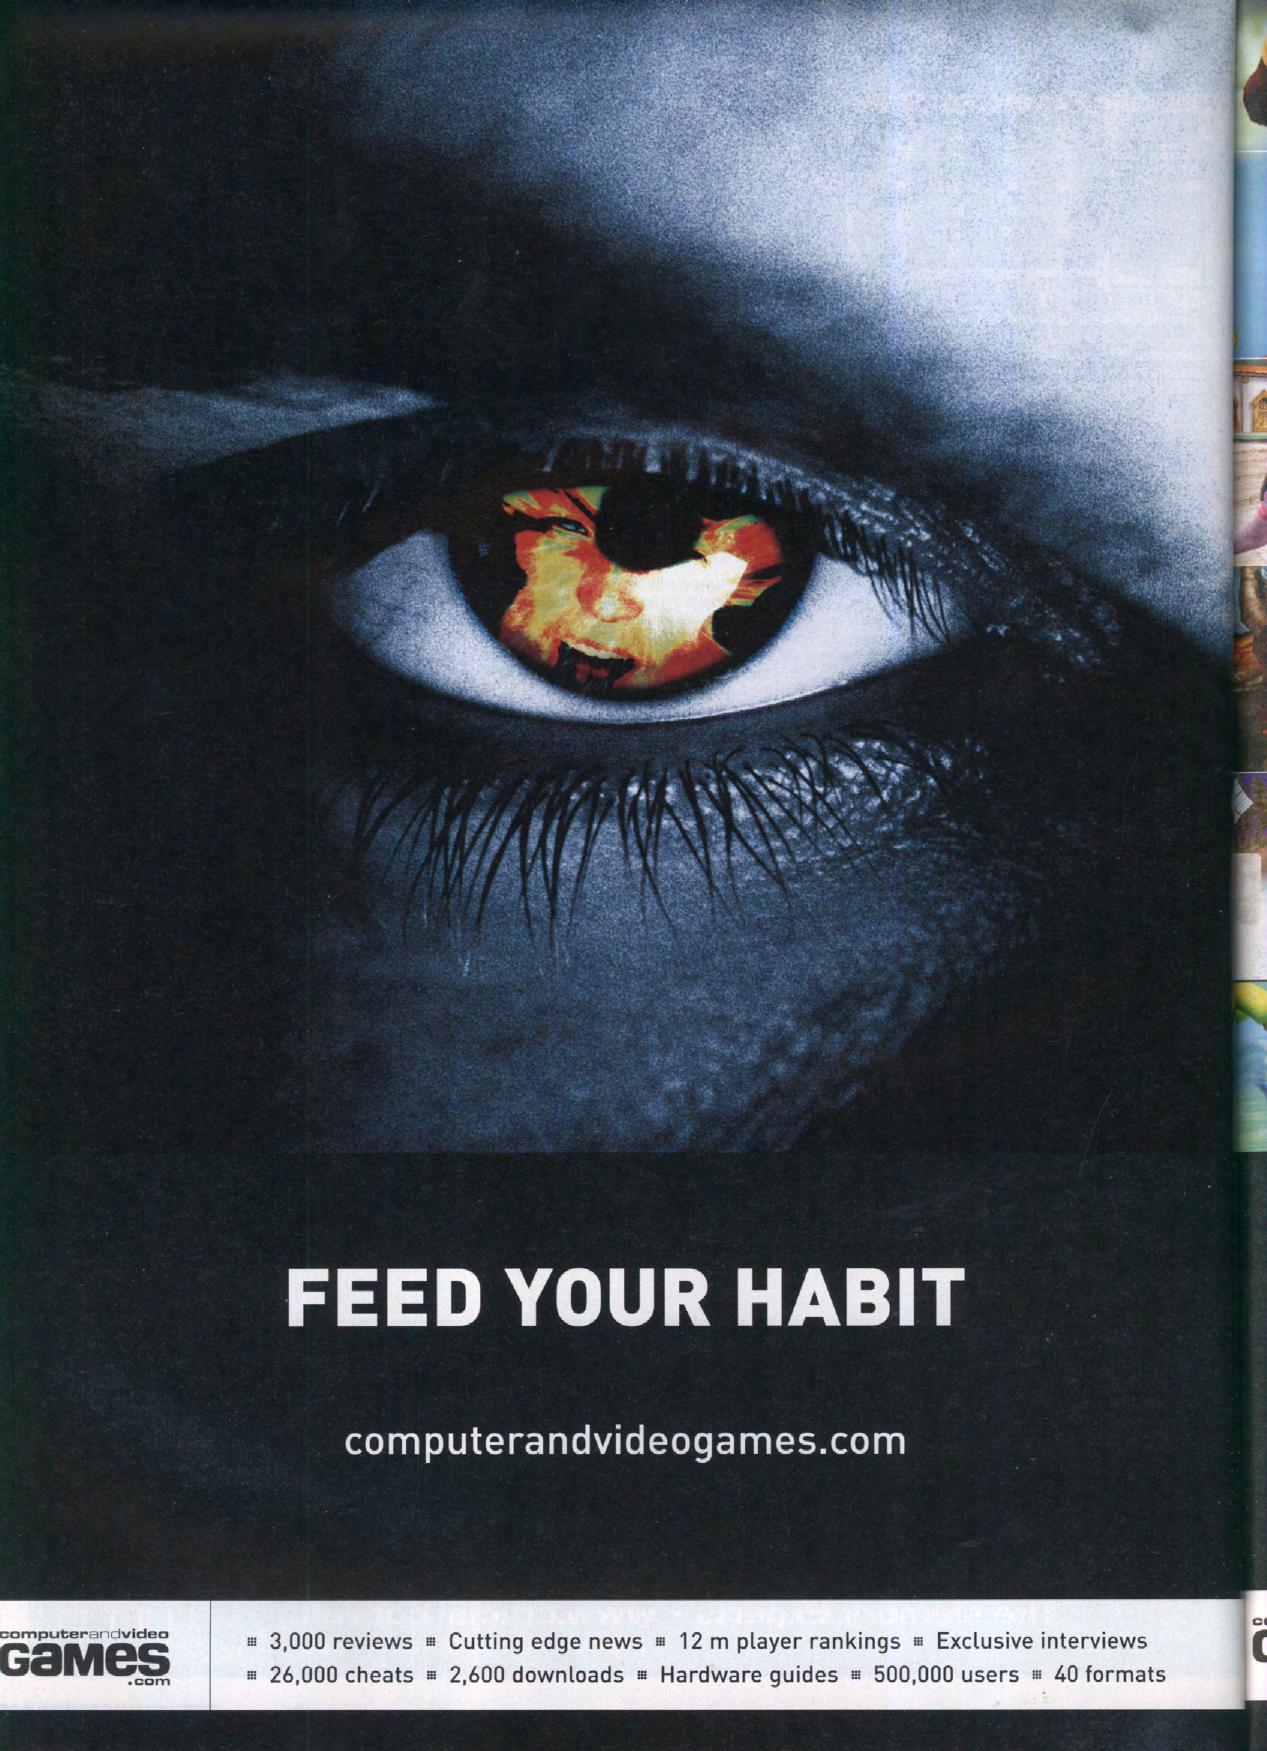 FEED YOUR HABIT
computerandvideogames.com
computerandvideo
GAMES
.com
3,000 reviews ⁝ Cutting edge news ⁝ 12 m player rankings ⁝ Exclusive interviews
26,000 cheats ⁝ 2,600 downloads ⁝ Hardware guides ⁝ 500,000 users ⁝ 40 formats